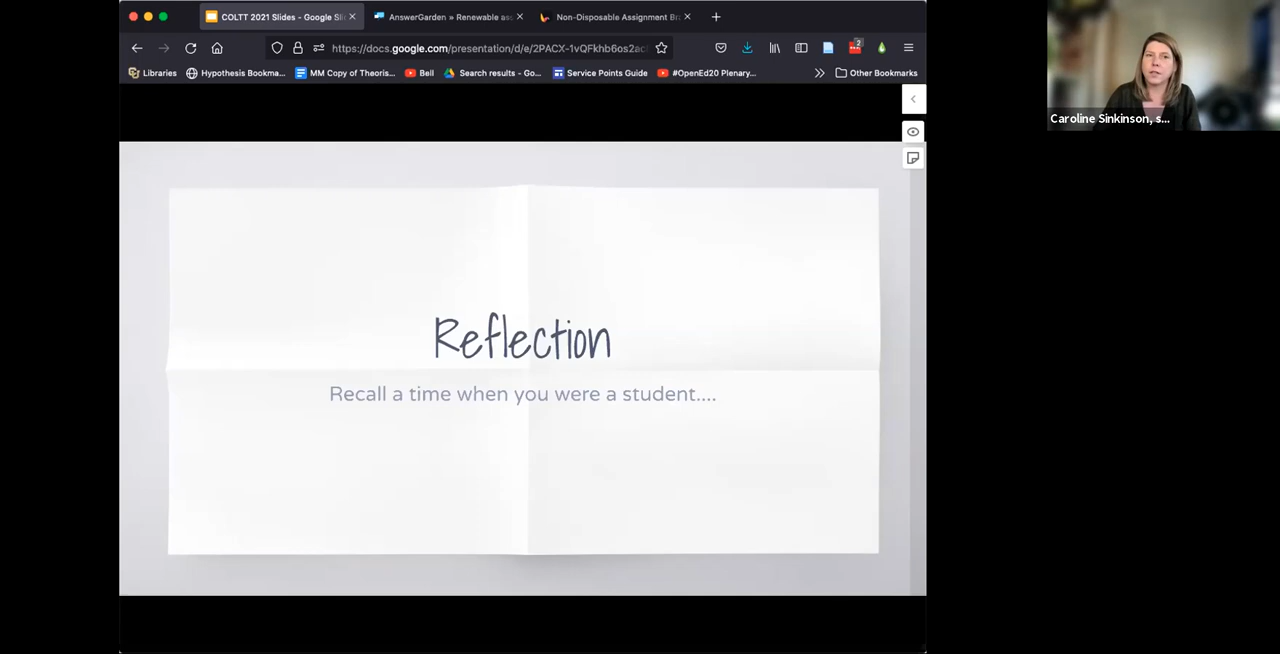 COLTT 2021 Slides - Google Sli
AnswerGarden » Renewable as
Non-Disposable Assignment Br
https://docs.google.com/presentation/d/e/2PACX-1vQFkhb6os2ac
2
Libraries
Hypothesis Bookma...
MM Copy of Theoris...
Bell
Search results - Go...
Service Points Guide
#OpenEd20 Plenary...
Other Bookmarks
Caroline Sinkinson, s...
Reflection
Recall a time when you were a student....